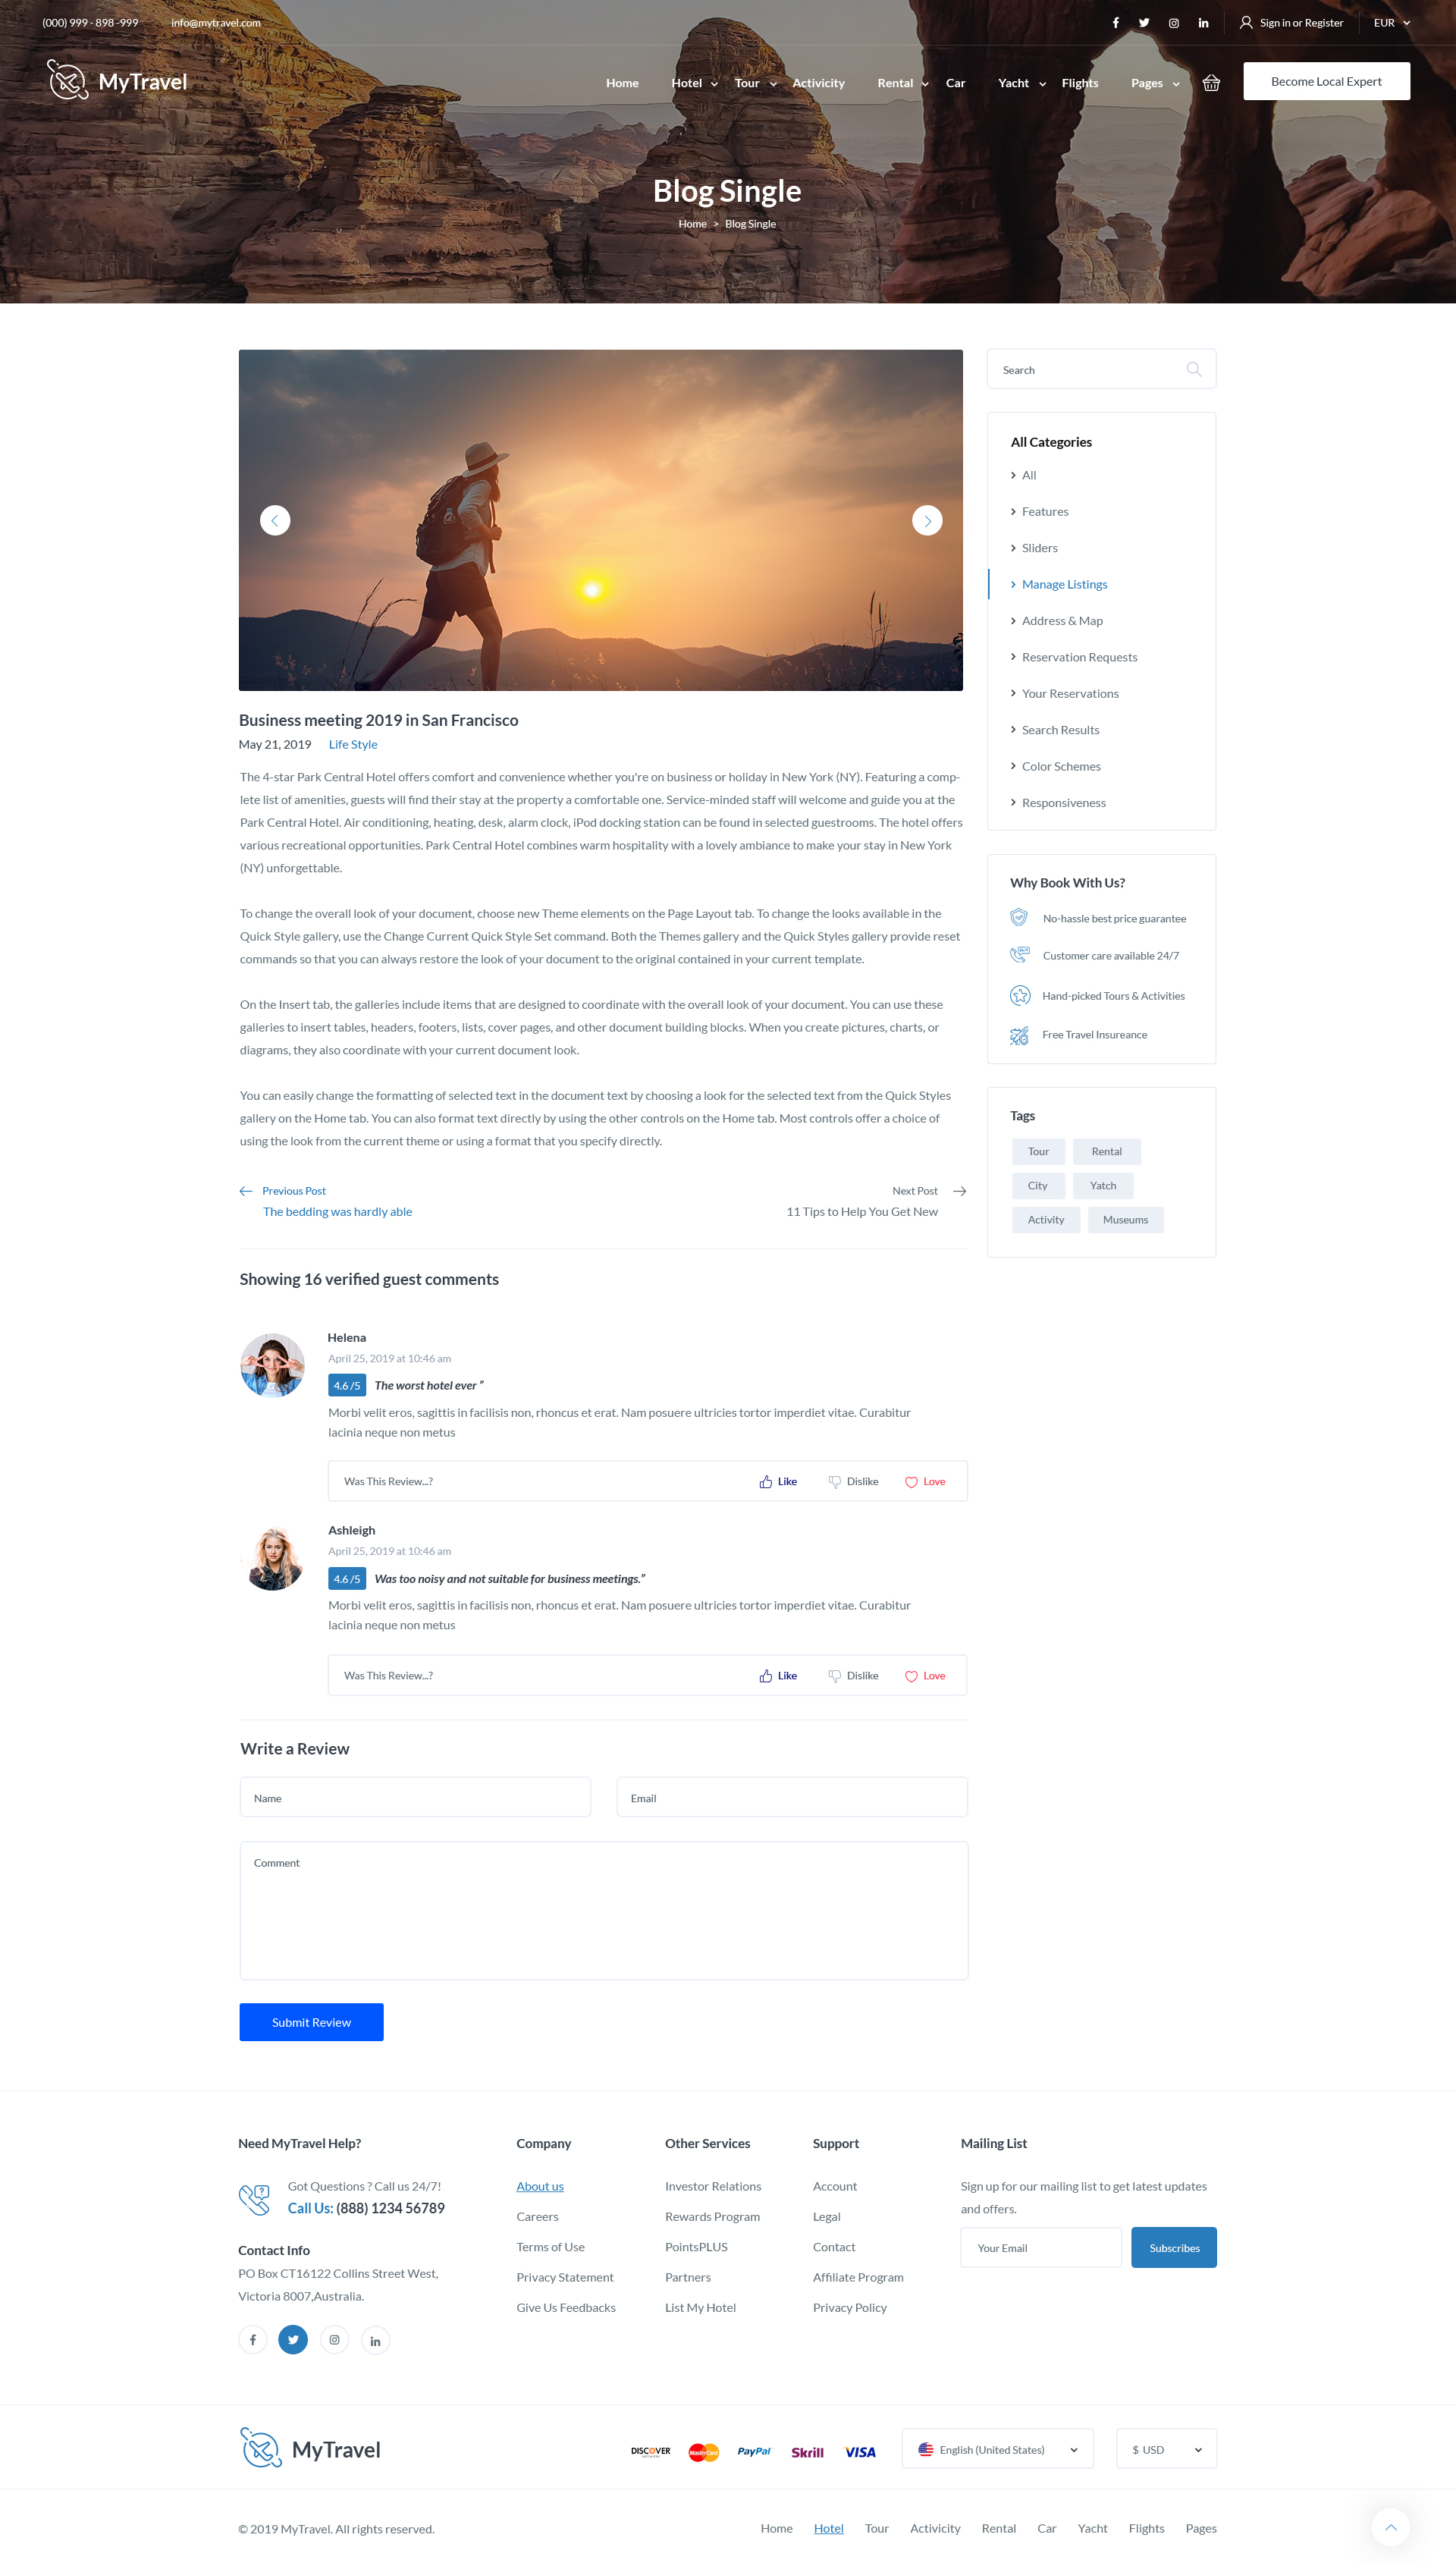 (000) 999 - 898 -999 info@mytravel.com Sign in or Register EUR
MyTravel Home Hotel Tour Activicity Rental Car Yacht Flights Pages Become Local Expert
Blog Single
Home > Blog Single
Search
All Categories
All
Features
Sliders
Manage Listings
Address & Map
Reservation Requests
Your Reservations
Search Results
Color Schemes
Responsiveness
Why Book With Us?
No-hassle best price guarantee
Customer care available 24/7
Hand-picked Tours & Activities
Free Travel Insureance
Tags
Tour Rental
City Yatch
Activity Museums
Business meeting 2019 in San Francisco
May 21, 2019 Life Style
The 4-star Park Central Hotel offers comfort and convenience whether you're on business or holiday in New York (NY). Featuring a comp-
lete list of amenities, guests will find their stay at the property a comfortable one. Service-minded staff will welcome and guide you at the
Park Central Hotel. Air conditioning, heating, desk, alarm clock, iPod docking station can be found in selected guestrooms. The hotel offers
various recreational opportunities. Park Central Hotel combines warm hospitality with a lovely ambiance to make your stay in New York
(NY) unforgettable.
To change the overall look of your document, choose new Theme elements on the Page Layout tab. To change the looks available in the
Quick Style gallery, use the Change Current Quick Style Set command. Both the Themes gallery and the Quick Styles gallery provide reset
commands so that you can always restore the look of your document to the original contained in your current template.
On the Insert tab, the galleries include items that are designed to coordinate with the overall look of your document. You can use these
galleries to insert tables, headers, footers, lists, cover pages, and other document building blocks. When you create pictures, charts, or
diagrams, they also coordinate with your current document look.
You can easily change the formatting of selected text in the document text by choosing a look for the selected text from the Quick Styles
gallery on the Home tab. You can also format text directly by using the other controls on the Home tab. Most controls offer a choice of
using the look from the current theme or using a format that you specify directly.
Previous Post Next Post
The bedding was hardly able 11 Tips to Help You Get New
Showing 16 verified guest comments
Helena
April 25, 2019 at 10:46 am
4.6 /5 The worst hotel ever ”
Morbi velit eros, sagittis in facilisis non, rhoncus et erat. Nam posuere ultricies tortor imperdiet vitae. Curabitur
lacinia neque non metus
Was This Review...? Like Dislike Love
Ashleigh
April 25, 2019 at 10:46 am
4.6 /5 Was too noisy and not suitable for business meetings.”
Morbi velit eros, sagittis in facilisis non, rhoncus et erat. Nam posuere ultricies tortor imperdiet vitae. Curabitur
lacinia neque non metus
Was This Review...? Like Dislike Love
Write a Review
Name Email
Comment
Submit Review
Need MyTravel Help?
Got Questions ? Call us 24/7!
Call Us: (888) 1234 56789
Contact Info
PO Box CT16122 Collins Street West,
Victoria 8007,Australia.
Company
About us
Careers
Terms of Use
Privacy Statement
Give Us Feedbacks
Other Services
Investor Relations
Rewards Program
PointsPLUS
Partners
List My Hotel
Support
Account
Legal
Contact
Affiliate Program
Privacy Policy
Mailing List
Sign up for our mailing list to get latest updates
and offers.
Your Email Subscribes
MyTravel DISCOVER NETWORK MasterCard PayPal Skrill VISA English (United States) $ USD
© 2019 MyTravel. All rights reserved. Home Hotel Tour Activicity Rental Car Yacht Flights Pages